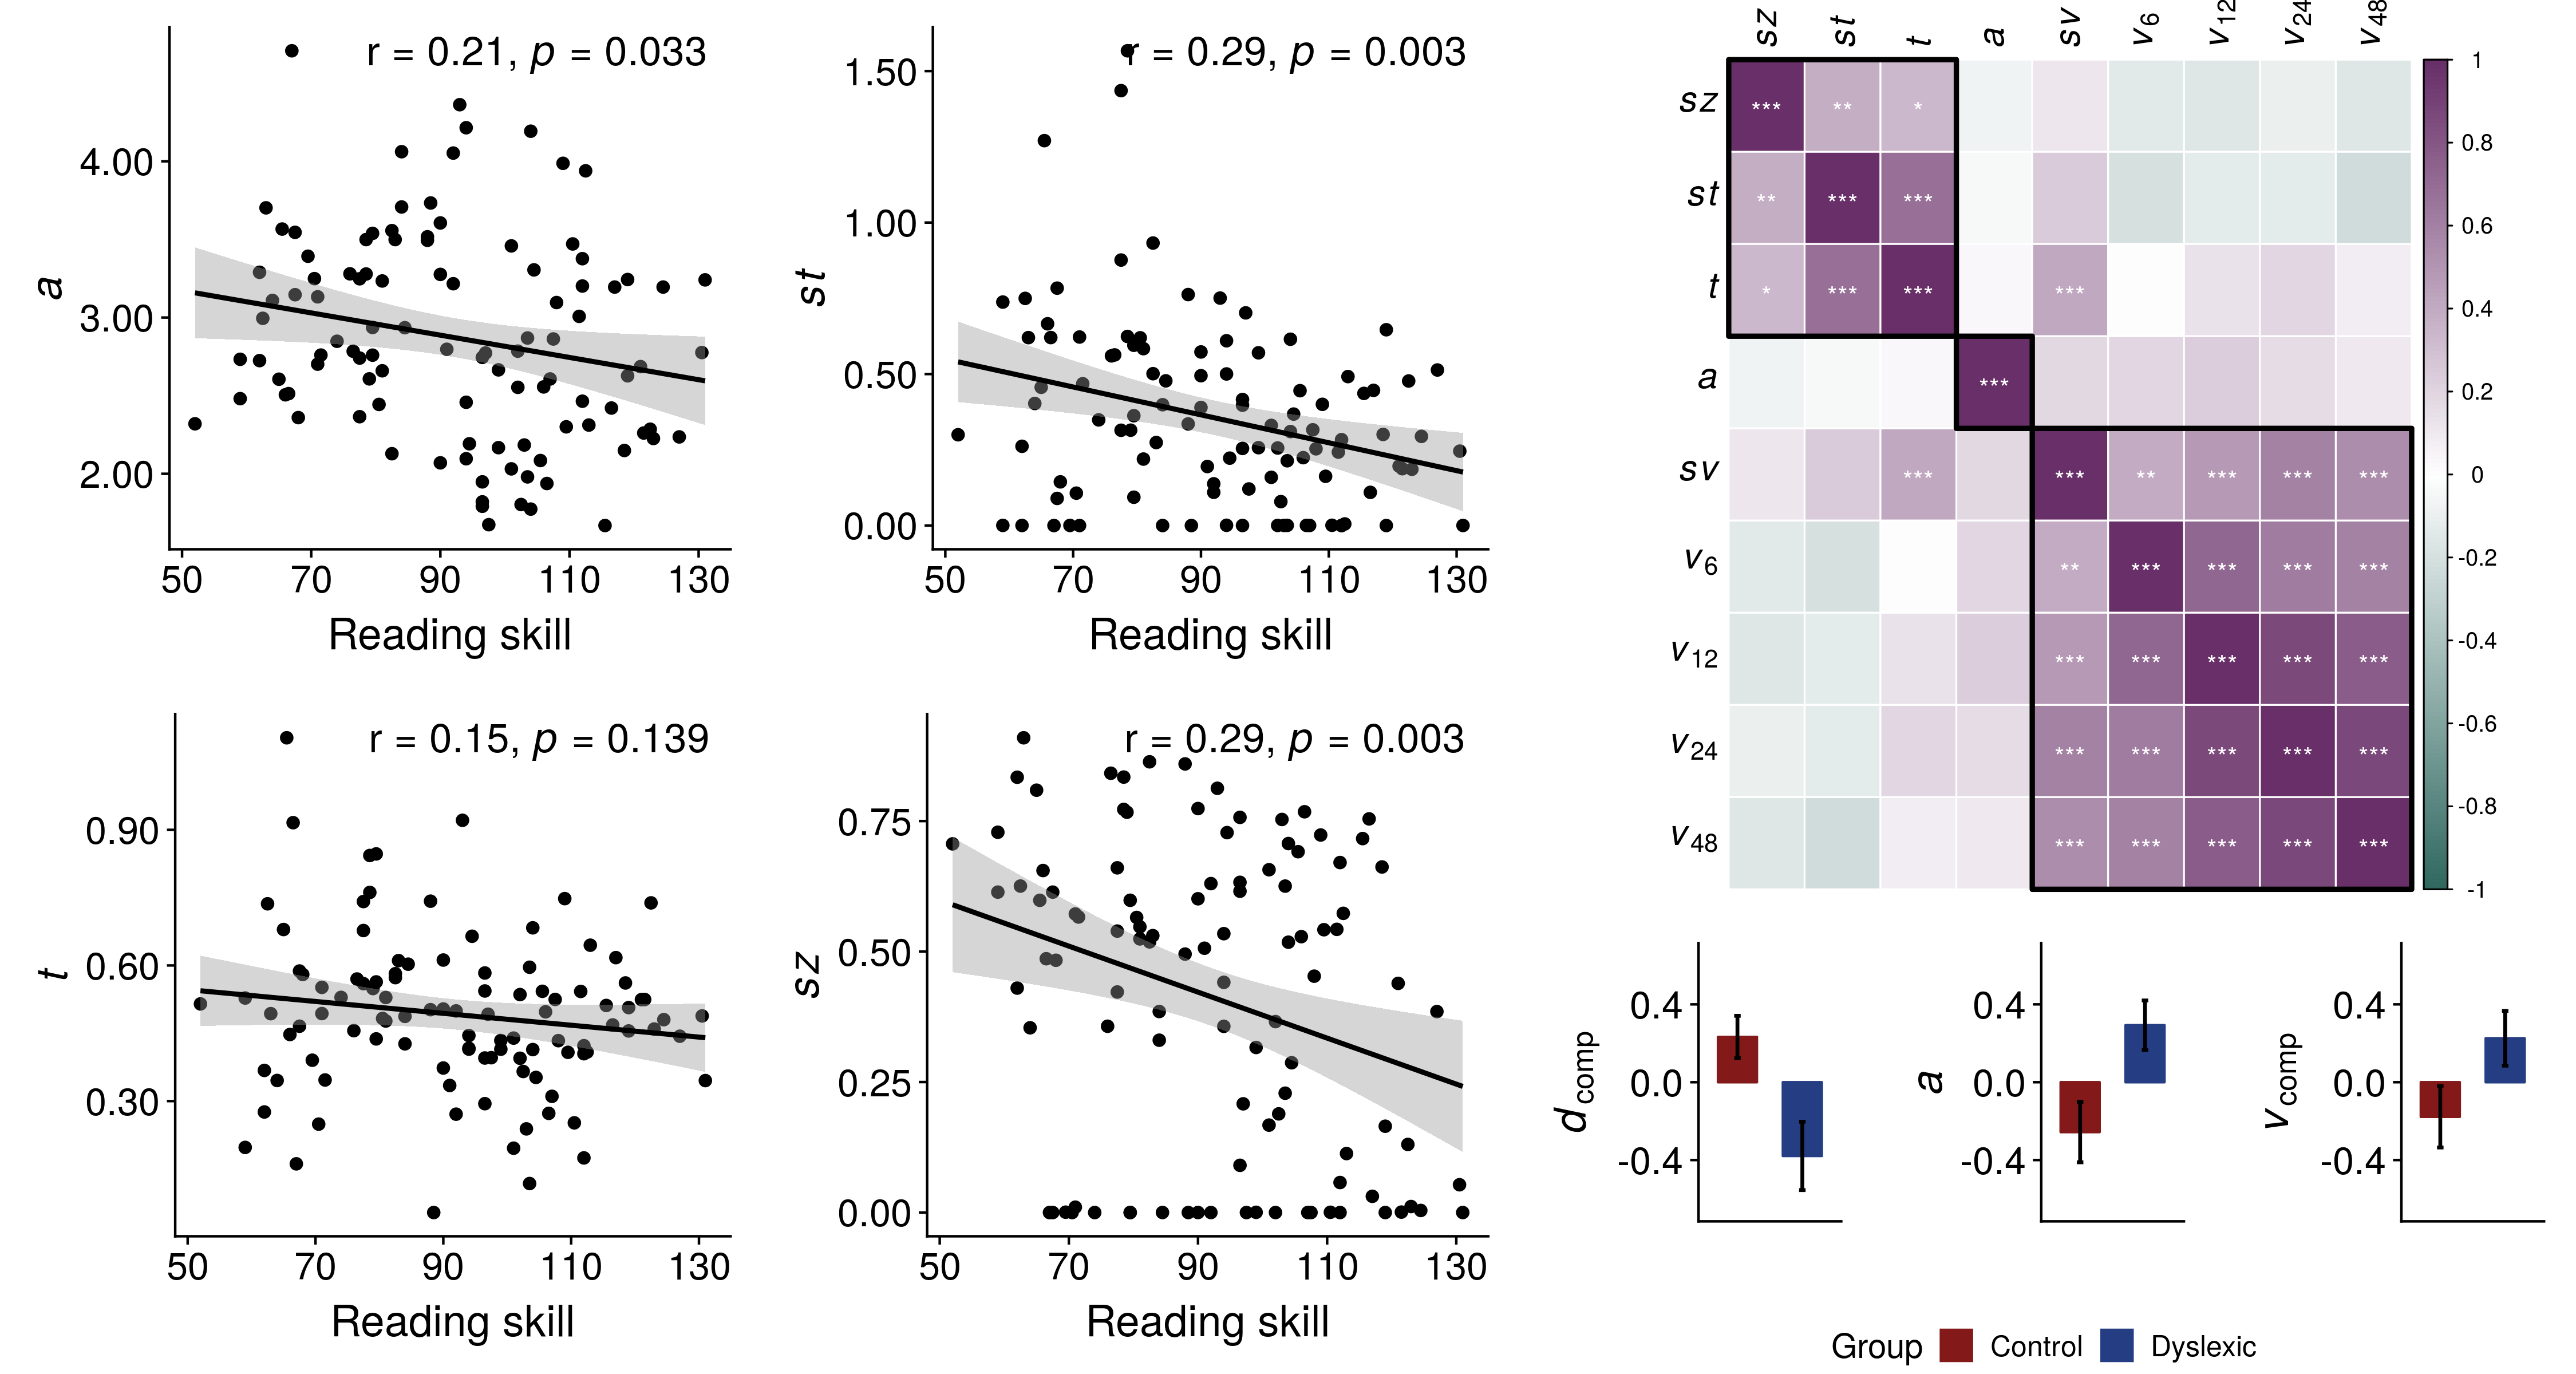 r = 0.21, p = 0.033
a
4.00
3.00
2.00
50 70 90 110 130
Reading skill
r = 0.29, p = 0.003
st
1.50
1.00
0.50
0.00
50 70 90 110 130
Reading skill
r = 0.15, p = 0.139
t
0.90
0.60
0.30
50 70 90 110 130
Reading skill
r = 0.29, p = 0.003
sz
0.75
0.50
0.25
0.00
50 70 90 110 130
Reading skill
sz st t a sv v6 v12 v24 v48
sz *** ** *
st ** *** ***
t * *** *** ***
a ***
sv *** *** ** *** *** ***
v6 ** *** *** *** ***
v12 *** *** *** *** ***
v24 *** *** *** *** ***
v48 *** *** *** *** ***
1
0.8
0.6
0.4
0.2
0
-0.2
-0.4
-0.6
-0.8
-1
dcomp
0.4
0.0
-0.4
a
0.4
0.0
-0.4
vcomp
0.4
0.0
-0.4
Group Control Dyslexic